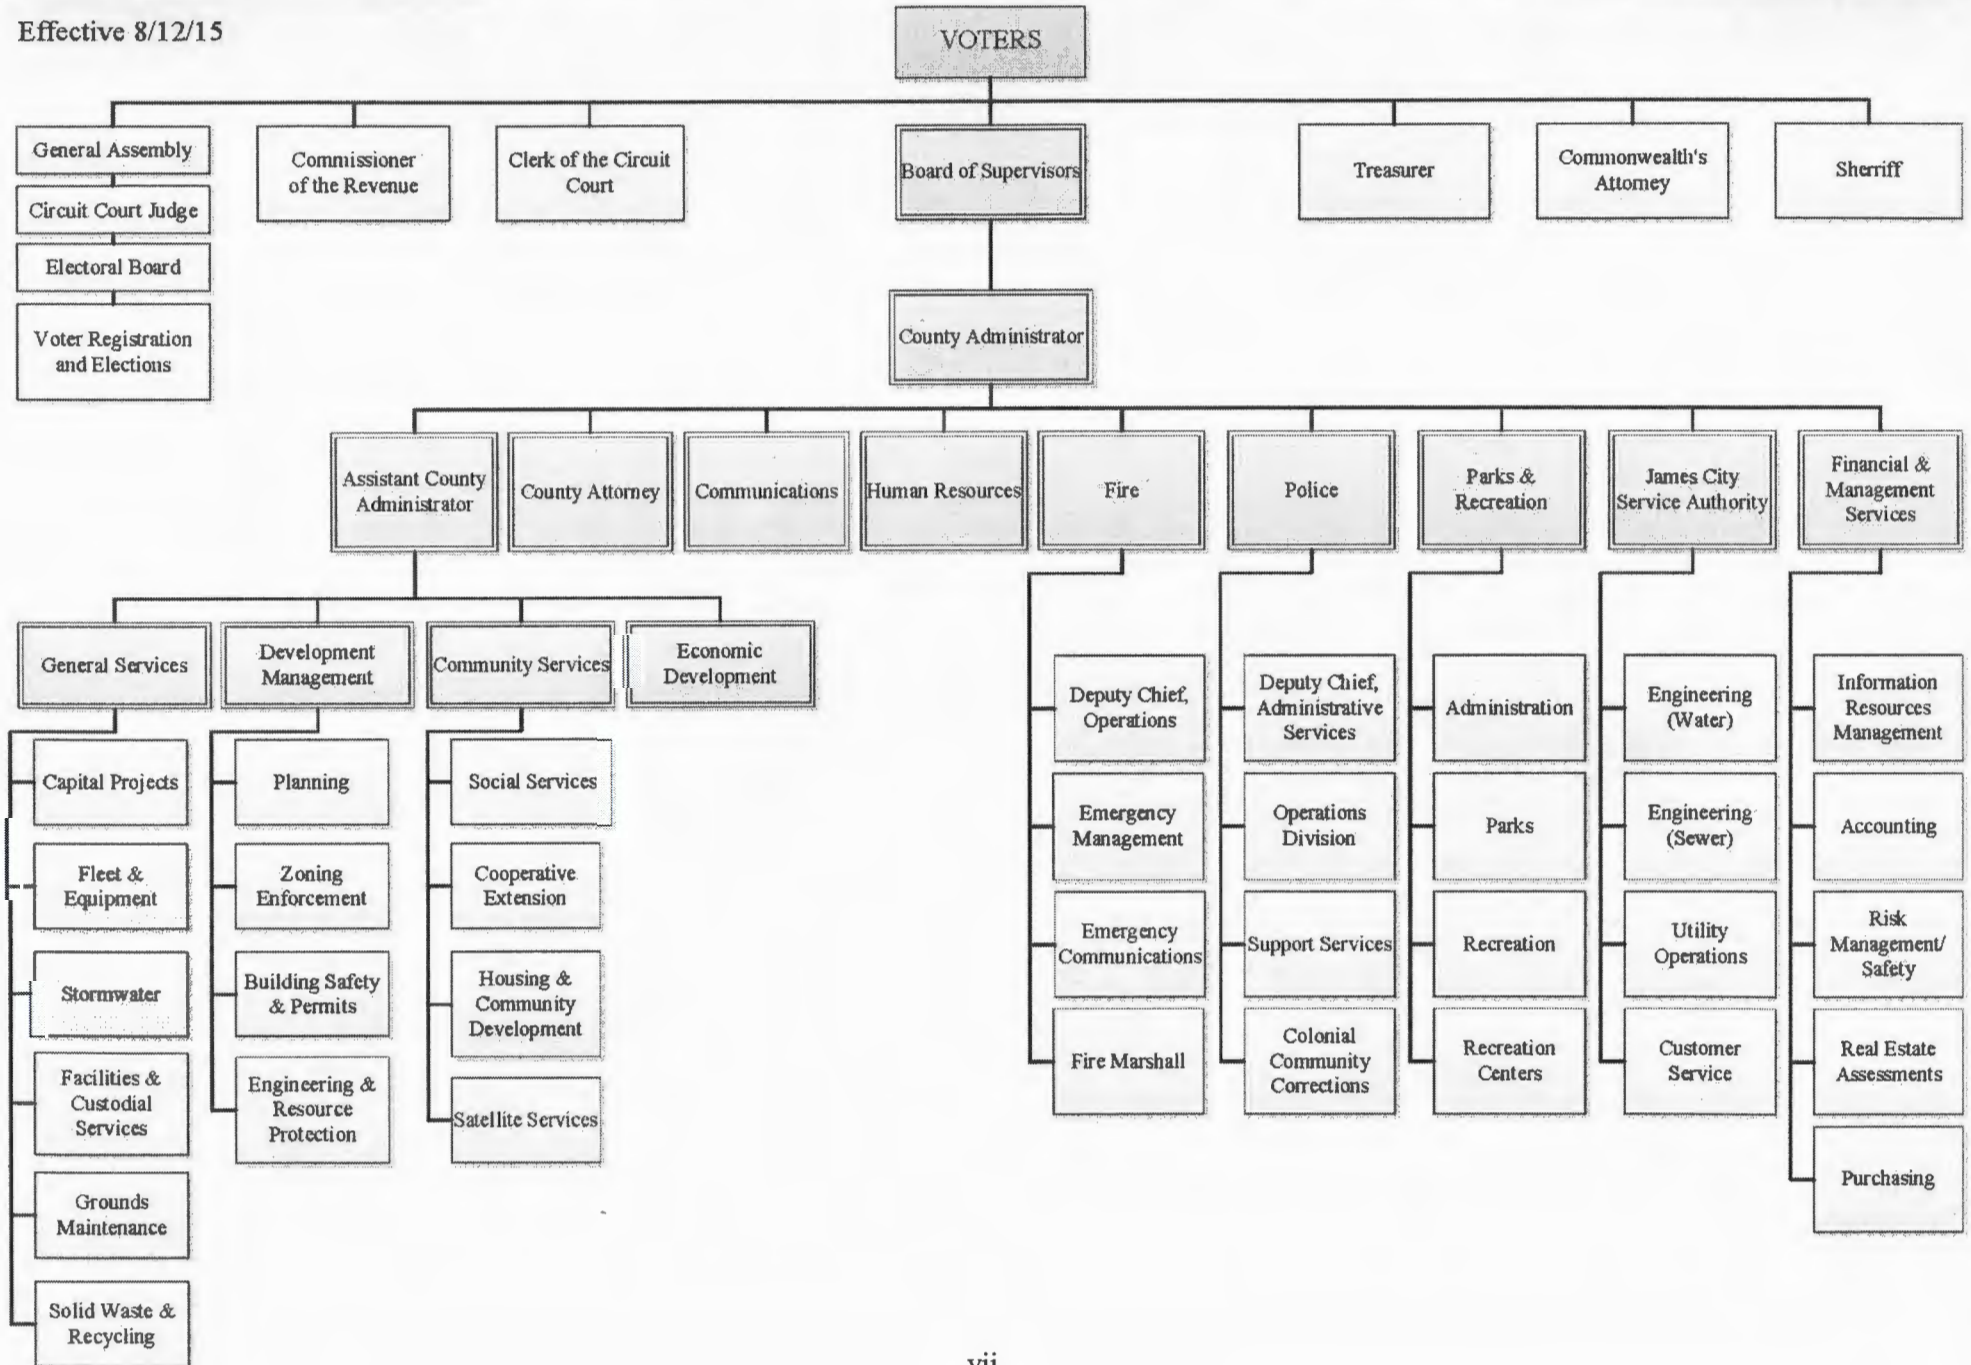 Effective 8/12/15
VOTERS
General Assembly
Circuit Court Judge
Electoral Board
Voter Registration
and Elections
Commissioner
of the Revenue
Clerk of the Circuit
Court
Board of Supervisors
Treasurer
Commonwealth's
Attorney
Sherriff
County Administrator
Assistant County
Administrator
County Attorney
Communications
Human Resources
Fire
Police
Parks &
Recreation
James City
Service Authority
Financial &
Management
Services
General Services
Development
Management
Community Services
Economic
Development
Capital Projects
Fleet &
Equipment
Stormwater
Facilities &
Custodial
Services
Grounds
Maintenance
Solid Waste &
Recycling
Planning
Zoning
Enforcement
Building Safety
& Permits
Engineering &
Resource
Protection
Social Services
Cooperative
Extension
Housing &
Community
Development
Satellite Services
Deputy Chief,
Operations
Emergency
Management
Emergency
Communications
Fire Marshall
Deputy Chief,
Administrative
Services
Operations
Division
Support Services
Colonial
Community
Corrections
Administration
Parks
Recreation
Recreation
Centers
Engineering
(Water)
Engineering
(Sewer)
Utility
Operations
Customer
Service
Information
Resources
Management
Accounting
Risk
Management/
Safety
Real Estate
Assessments
Purchasing
vii